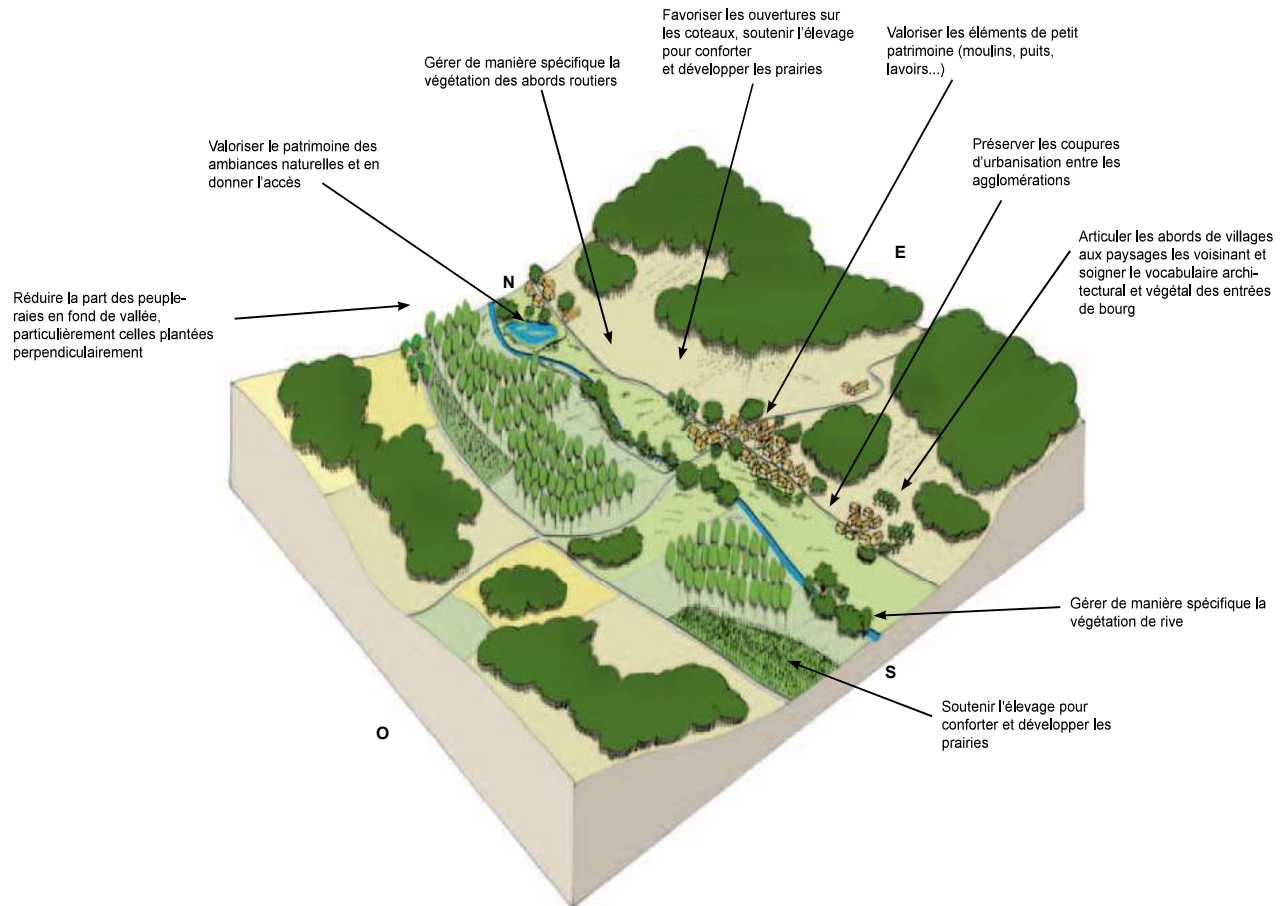 Favoriser les ouvertures sur
les coteaux, soutenir l'élevage
pour conforter
et développer les prairies
Valoriser les éléments de petit
patrimoine (moulins, puits,
lavoirs...)
Gérer de manière spécifique la
végétation des abords routiers
Valoriser le patrimoine des
ambiances naturelles et en
donner l'accès
Préserver les coupures
d'urbanisation entre les
agglomérations
Articuler les abords de villages
aux paysages les voisinant et
soigner le vocabulaire archi-
tectural et végétal des entrées
de bourg
E
N
Réduire la part des peuple-
raies en fond de vallée,
particulièrement celles plantées
perpendiculairement
Gérer de manière spécifique la
végétation de rive
S
Soutenir l'élevage pour
conforter et développer les
prairies
O